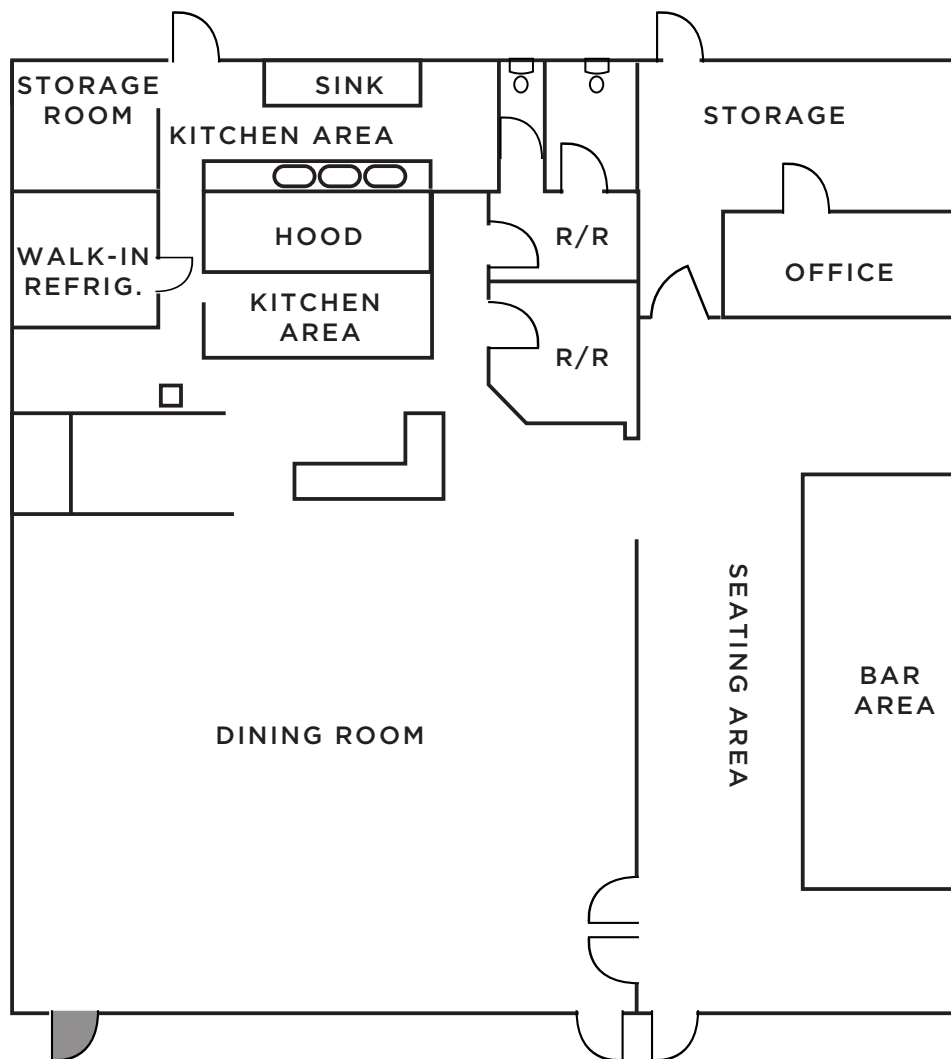 STORAGE
ROOM
SINK
KITCHEN AREA
STORAGE
WALK-IN
REFRIG.
HOOD
R/R
OFFICE
KITCHEN
AREA
R/R
SEATING AREA
BAR
AREA
DINING ROOM